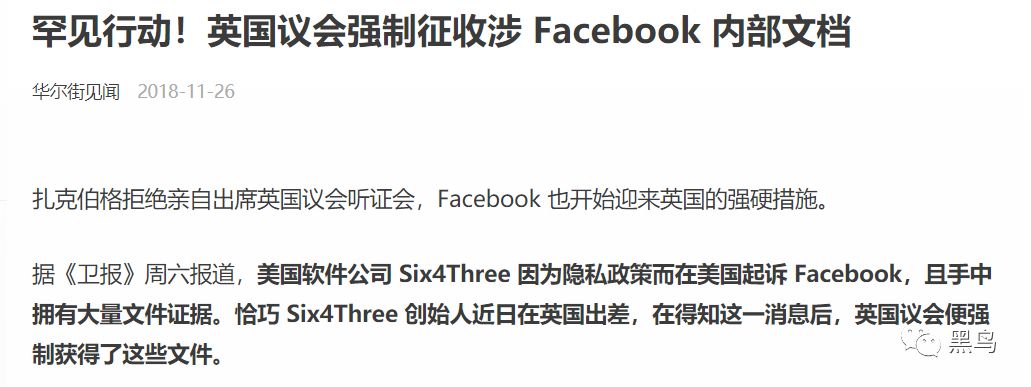 罕见行动！英国议会强制征收涉 Facebook 内部文档
华尔街见闻 2018-11-26
扎克伯格拒绝亲自出席英国议会听证会，Facebook 也开始迎来英国的强硬措施。
据《卫报》周六报道，美国软件公司 Six4Three 因为隐私政策而在美国起诉 Facebook，且手中
拥有大量文件证据。恰巧 Six4Three 创始人近日在英国出差，在得知这一消息后，英国议会便强
制获得了这些文件。
黑鸟